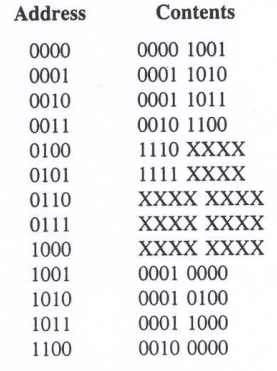 Address Contents
0000 0000 1001
0001 0001 1010
0010 0001 1011
0011 0010 1100
0100 1110 XXXX
0101 1111 XXXX
0110 XXXX XXXX
0111 XXXX XXXX
1000 XXXX XXXX
1001 0001 0000
1010 0001 0100
1011 0001 1000
1100 0010 0000